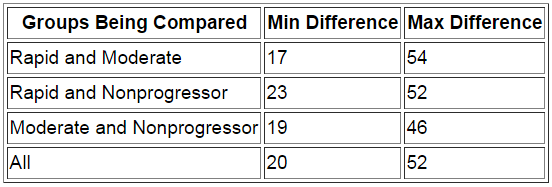 Groups Being Compared Min Difference Max Difference
Rapid and Moderate 17 54
Rapid and Nonprogressor 23 52
Moderate and Nonprogressor 19 46
All 20 52